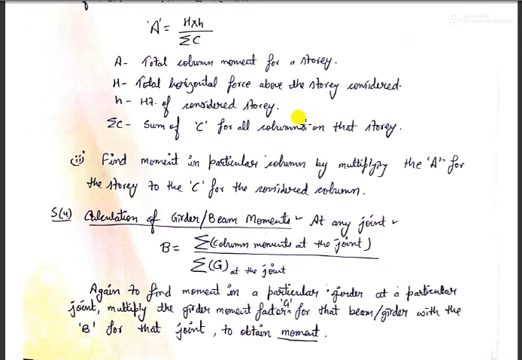 'A' = H×h
ΣC
A- Total column moment for a storey.
H- Total horizontal force above the storey considered.
h- Ht. of considered storey.
ΣC- Sum of 'C' for all columns on that storey.
(ii) Find moment in particular column by multiplying the "A" for
the storey to the 'C' for the considered column.
S(4) Calculation of Girder/Beam Moments - At any joint -
B = Σ(Column moments at the joint)
Σ(G) at the joint
Again to find moment in a particular girder at a particular
joint, multiply the girder moment factor 'G' for that beam/girder with the
'B' for that joint, to obtain moment.